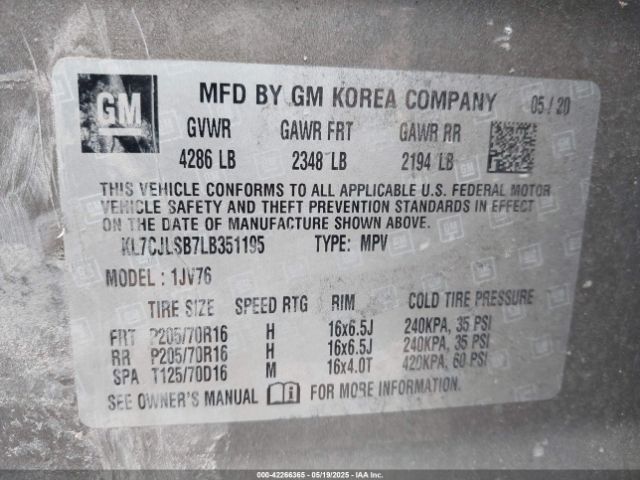 GM
MFD BY GM KOREA COMPANY 05/20
GVWR GAWR FRT GAWR RR
4286 LB 2348 LB 2194 LB
THIS VEHICLE CONFORMS TO ALL APPLICABLE U.S. FEDERAL MOTOR
VEHICLE SAFETY AND THEFT PREVENTION STANDARDS IN EFFECT
ON THE DATE OF MANUFACTURE SHOWN ABOVE.
KL7CJLSB7LB351195 TYPE: MPV
MODEL: 1JV76
TIRE SIZE SPEED RTG RIM COLD TIRE PRESSURE
FRT P205/70R16 H 16x6.5J 240KPA, 35 PSI
RR P205/70R16 H 16x6.5J 240KPA, 35 PSI
SPA T125/70D16 M 16x4.0T 420KPA, 60 PSI
SEE OWNER'S MANUAL FOR MORE INFORMATION.
000-42266365 - 05/19/2025 - Copyright IAA, Inc.